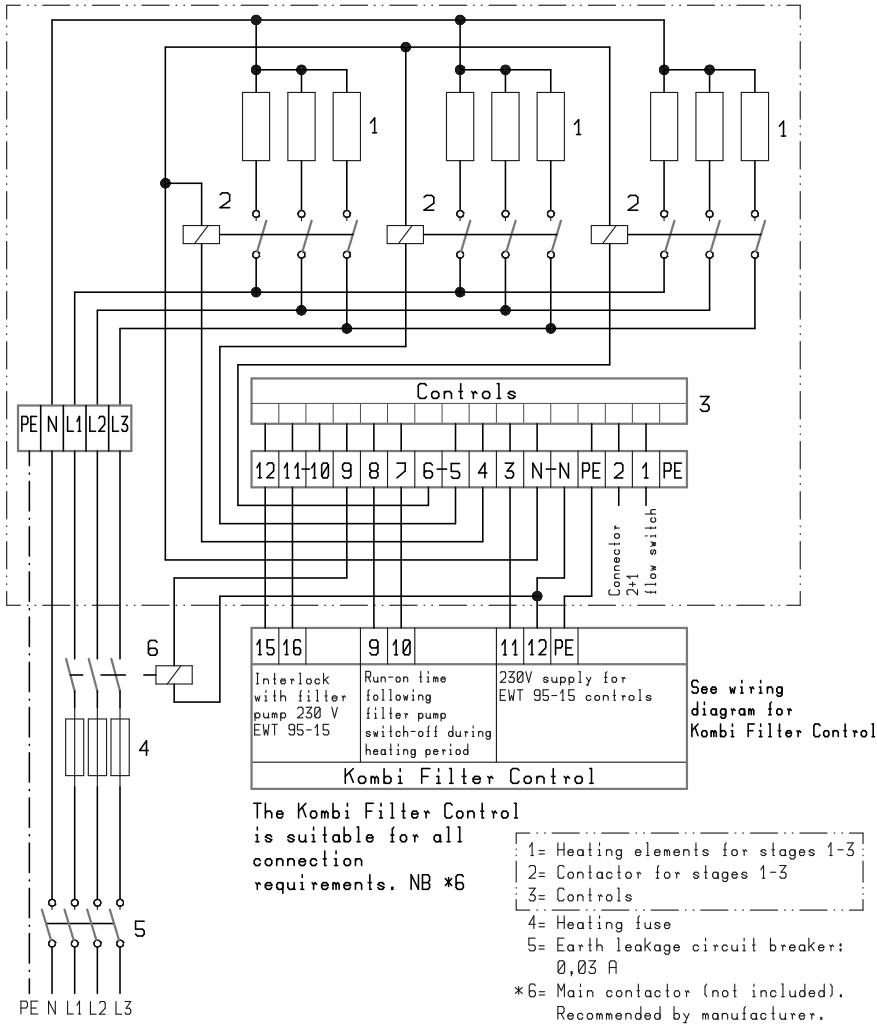 1
1
1
2
2
2
Controls
3
PE N L1 L2 L3
12 11-10 9 8 7 6-5 4 3 N-N PE 2 1 PE
Connector
2+1
flow switch
6
15 16 9 10 11 12 PE
Interlock
with filter
pump 230 V
EWT 95-15
Run-on time
following
filter pump
switch-off during
heating period
230V supply for
EWT 95-15 controls
See wiring
diagram for
Kombi Filter Control
4
Kombi Filter Control
The Kombi Filter Control
is suitable for all
connection
requirements. NB *6
5
PE N L1 L2 L3
1= Heating elements for stages 1-3
2= Contactor for stages 1-3
3= Controls
4= Heating fuse
5= Earth leakage circuit breaker:
0,03 A
*6= Main contactor (not included).
Recommended by manufacturer.